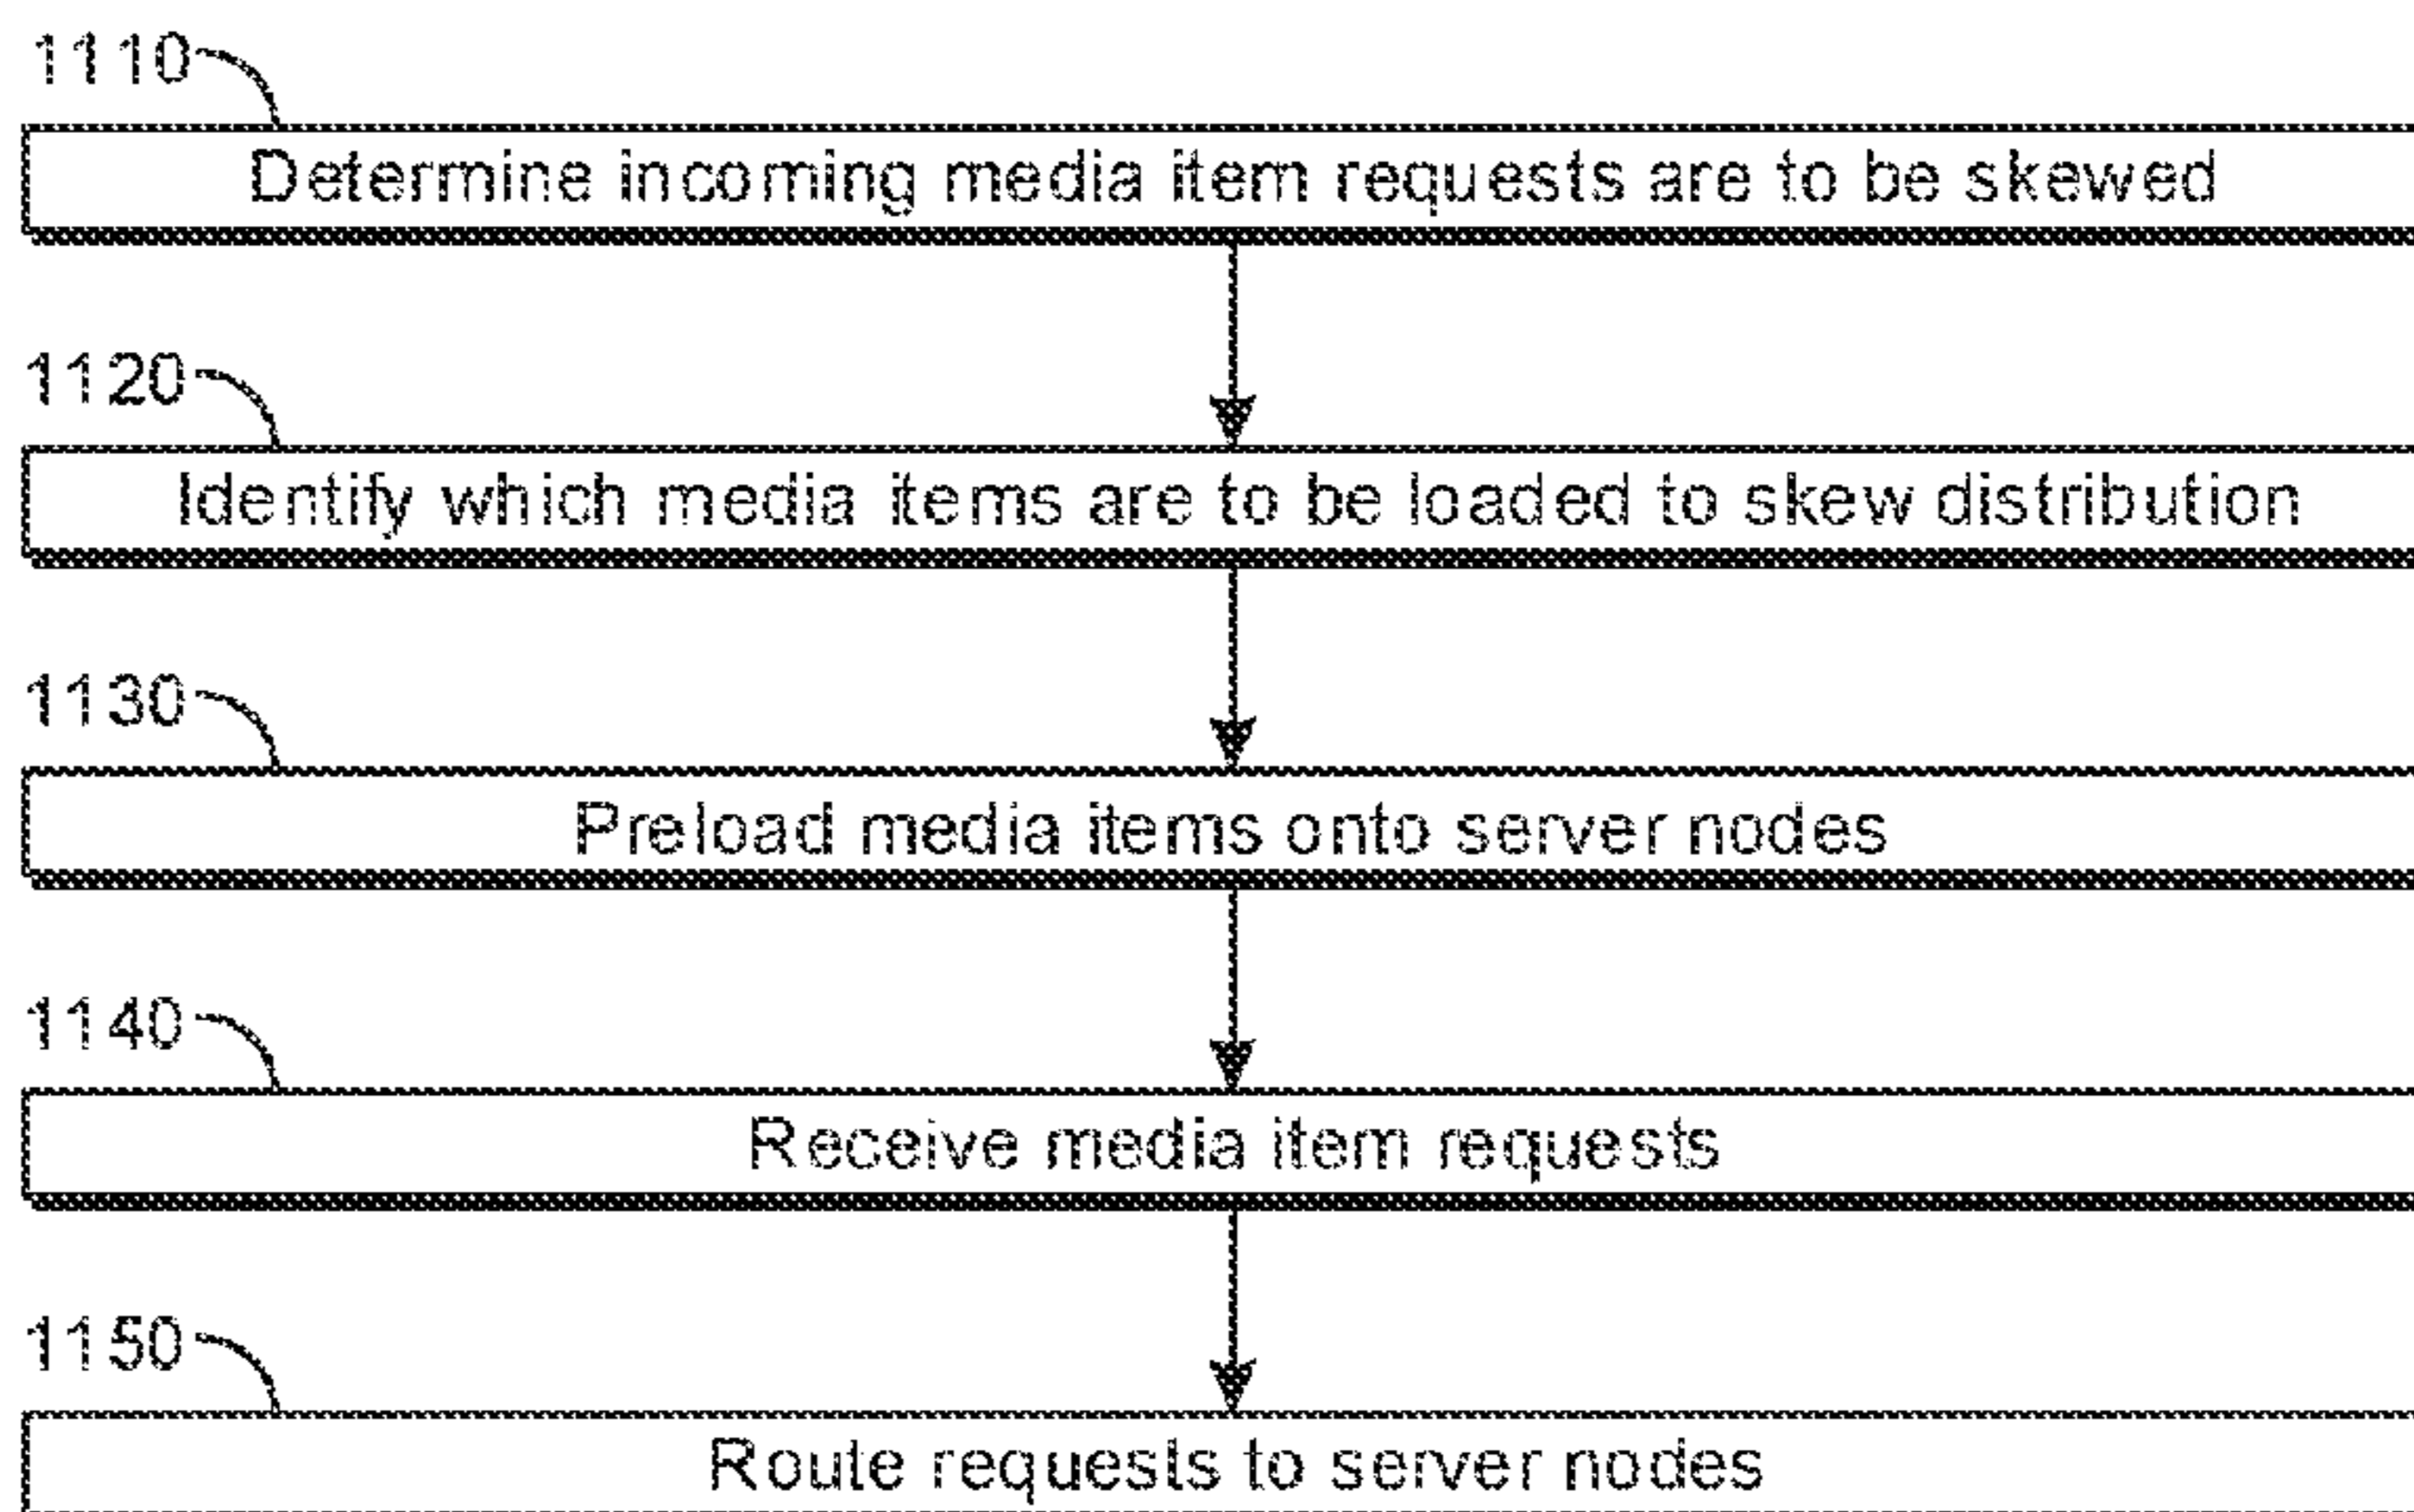 1110
Determine incoming media item requests are to be skewed
1120
Identify which media items are to be loaded to skew distribution
1130
Preload media items onto server nodes
1140
Receive media item requests
1150
Route requests to server nodes